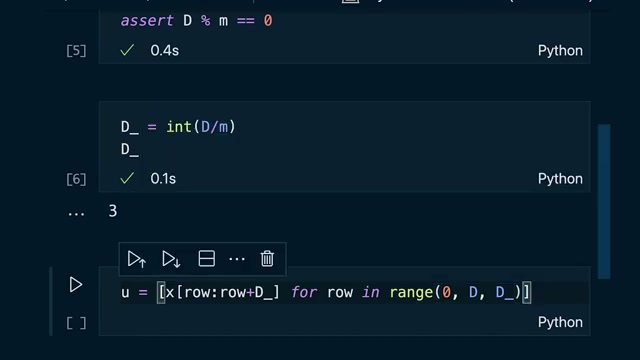 assert D % m == 0
[5]
0.4s
Python
D_ = int(D/m)
D_
[6]
0.1s
Python
... 3
...
u = [x[row:row+D_] for row in range(0, D, D_)]
[ ]
Python